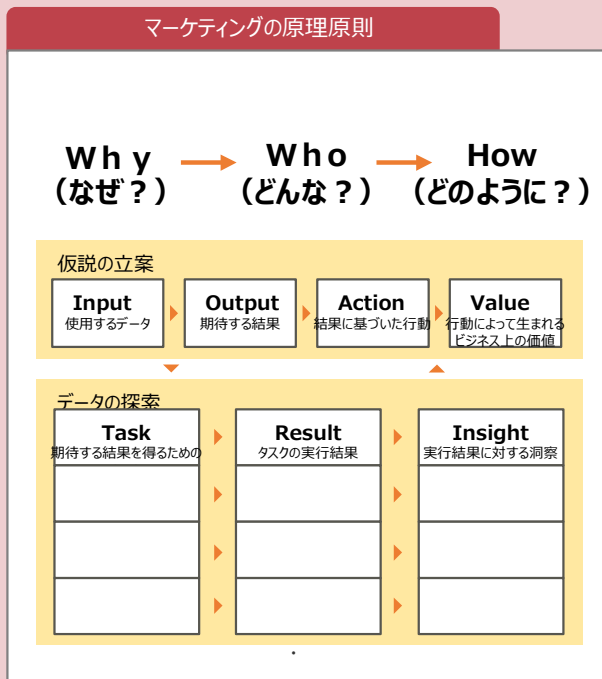 マーケティングの原理原則
Why → Who → How
（なぜ？） （どんな？） （どのように？）
仮説の立案
Input Output Action Value
使用するデータ 期待する結果 結果に基づいた行動 行動によって生まれる
ビジネス上の価値
データの探索
Task Result Insight
期待する結果を得るための タスクの実行結果 実行結果に対する洞察